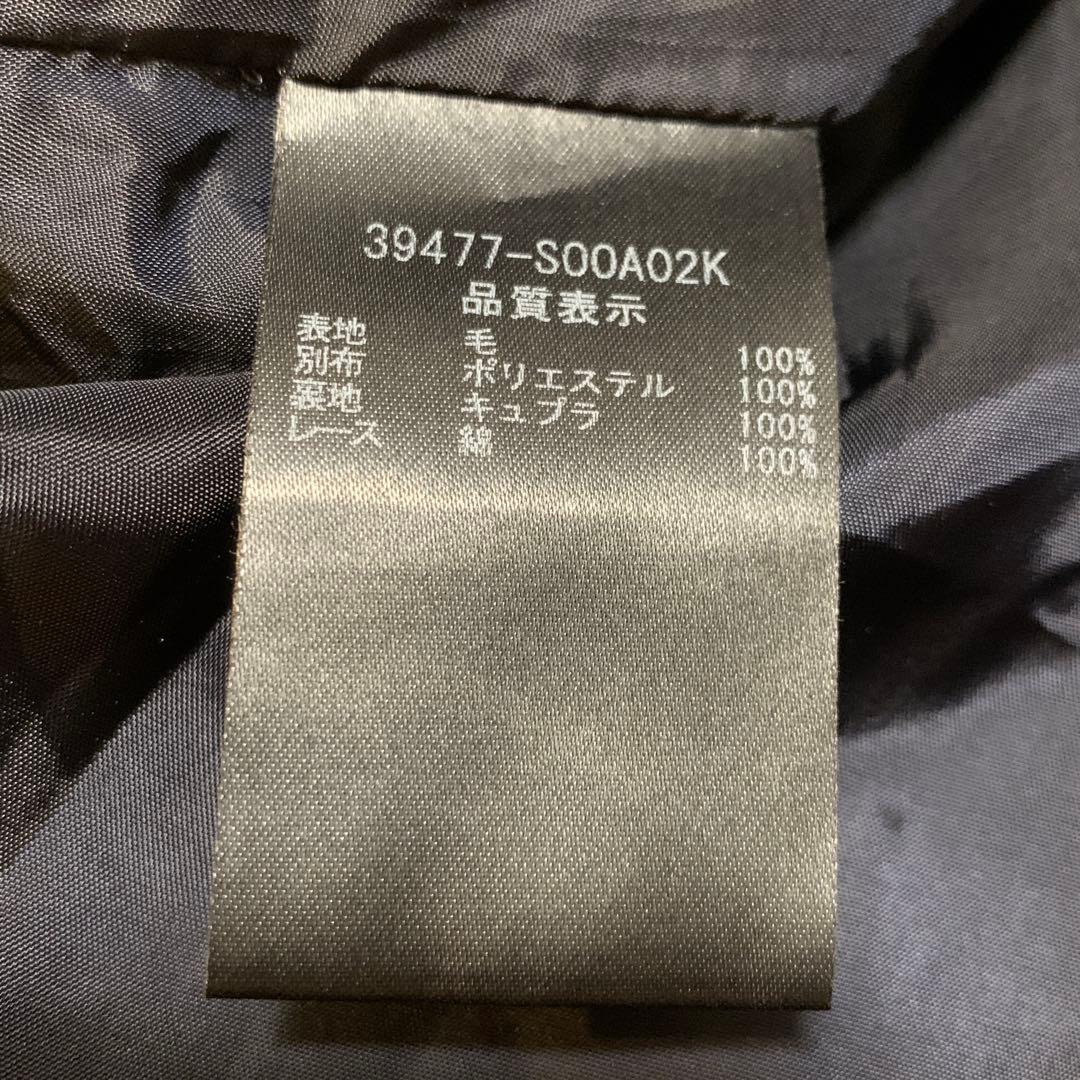 39477-S00A02K
品質表示
表地 毛 100%
別布 ポリエステル 100%
裏地 キュプラ 100%
レース 綿 100%